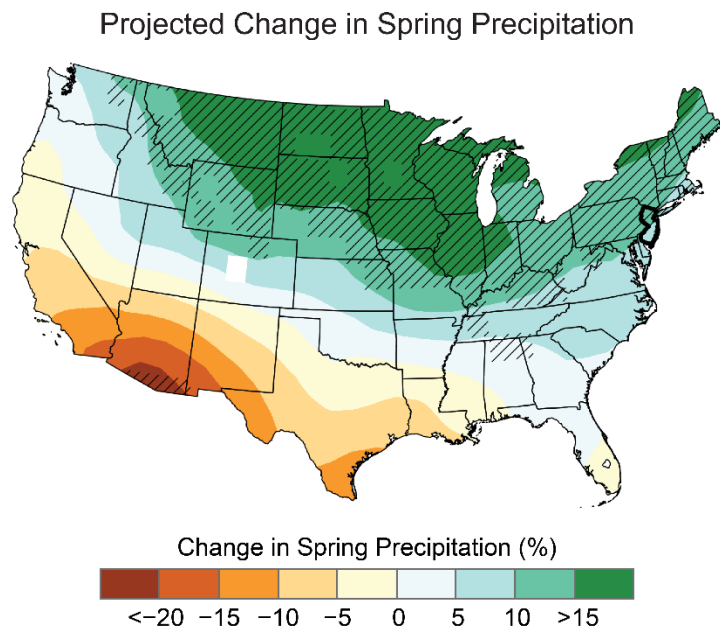 Projected Change in Spring Precipitation
Change in Spring Precipitation (%)
<−20 −15 −10 −5 0 5 10 >15